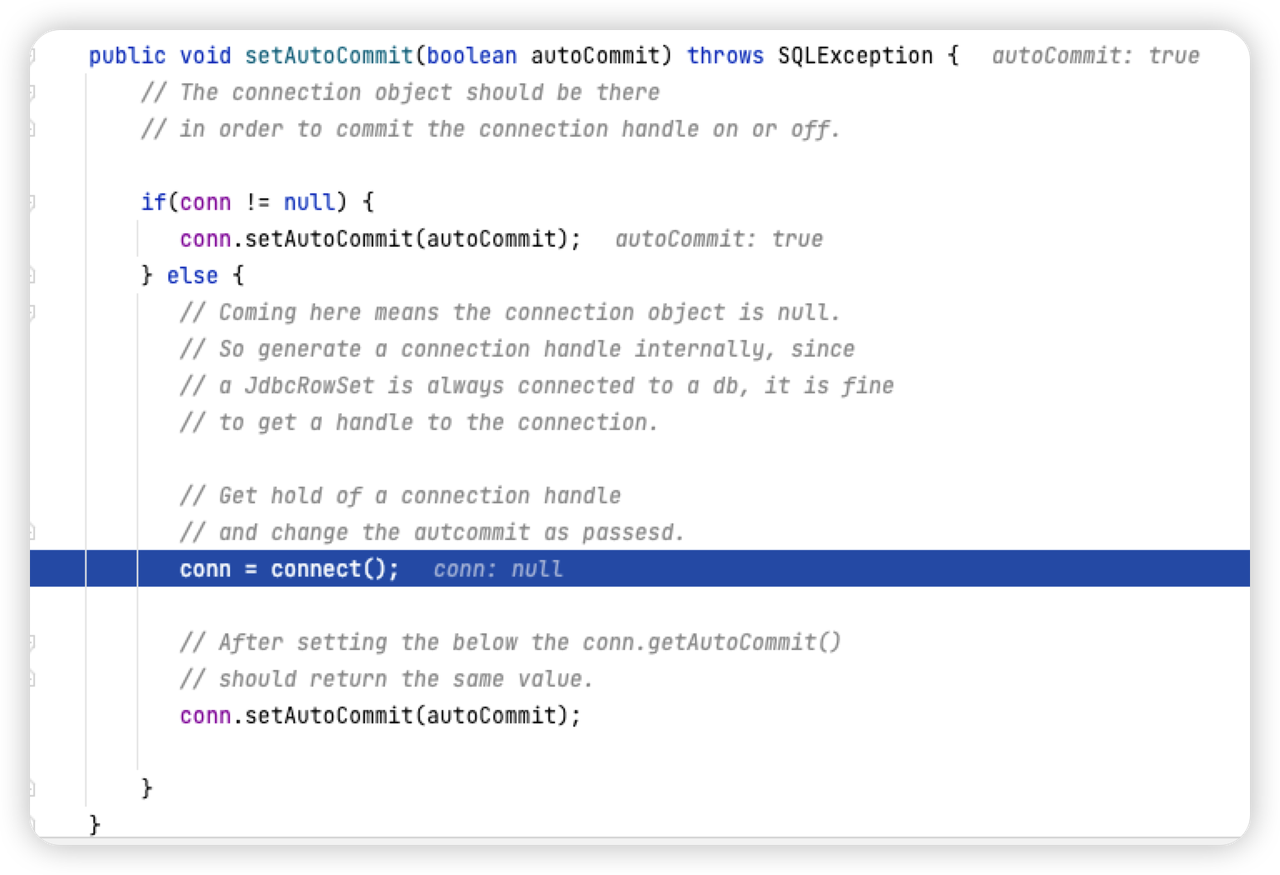 public void setAutoCommit(boolean autoCommit) throws SQLException {   autoCommit: true
// The connection object should be there
// in order to commit the connection handle on or off.
if(conn != null) {
conn.setAutoCommit(autoCommit);   autoCommit: true
} else {
// Coming here means the connection object is null.
// So generate a connection handle internally, since
// a JdbcRowSet is always connected to a db, it is fine
// to get a handle to the connection.
// Get hold of a connection handle
// and change the autcommit as passesd.
conn = connect();   conn: null
// After setting the below the conn.getAutoCommit()
// should return the same value.
conn.setAutoCommit(autoCommit);
}
}